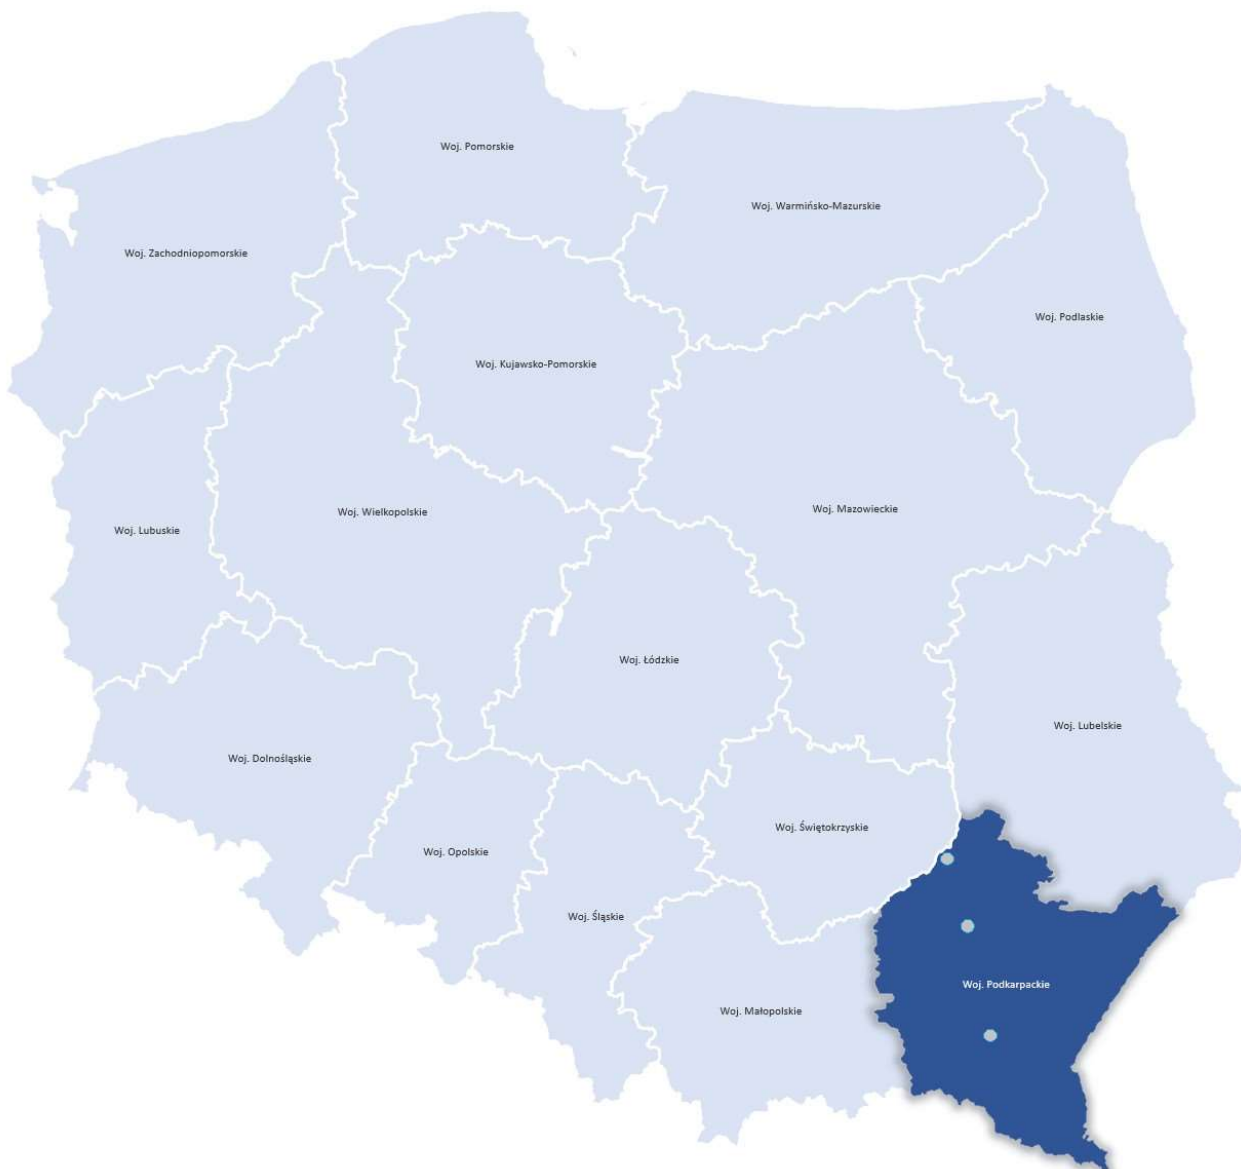 Woj. Pomorskie
Woj. Warmińsko-Mazurskie
Woj. Zachodniopomorskie
Woj. Podlaskie
Woj. Kujawsko-Pomorskie
Woj. Wielkopolskie
Woj. Mazowieckie
Woj. Lubuskie
Woj. Łódzkie
Woj. Lubelskie
Woj. Dolnośląskie
Woj. Świętokrzyskie
Woj. Opolskie
Woj. Śląskie
Woj. Podkarpackie
Woj. Małopolskie